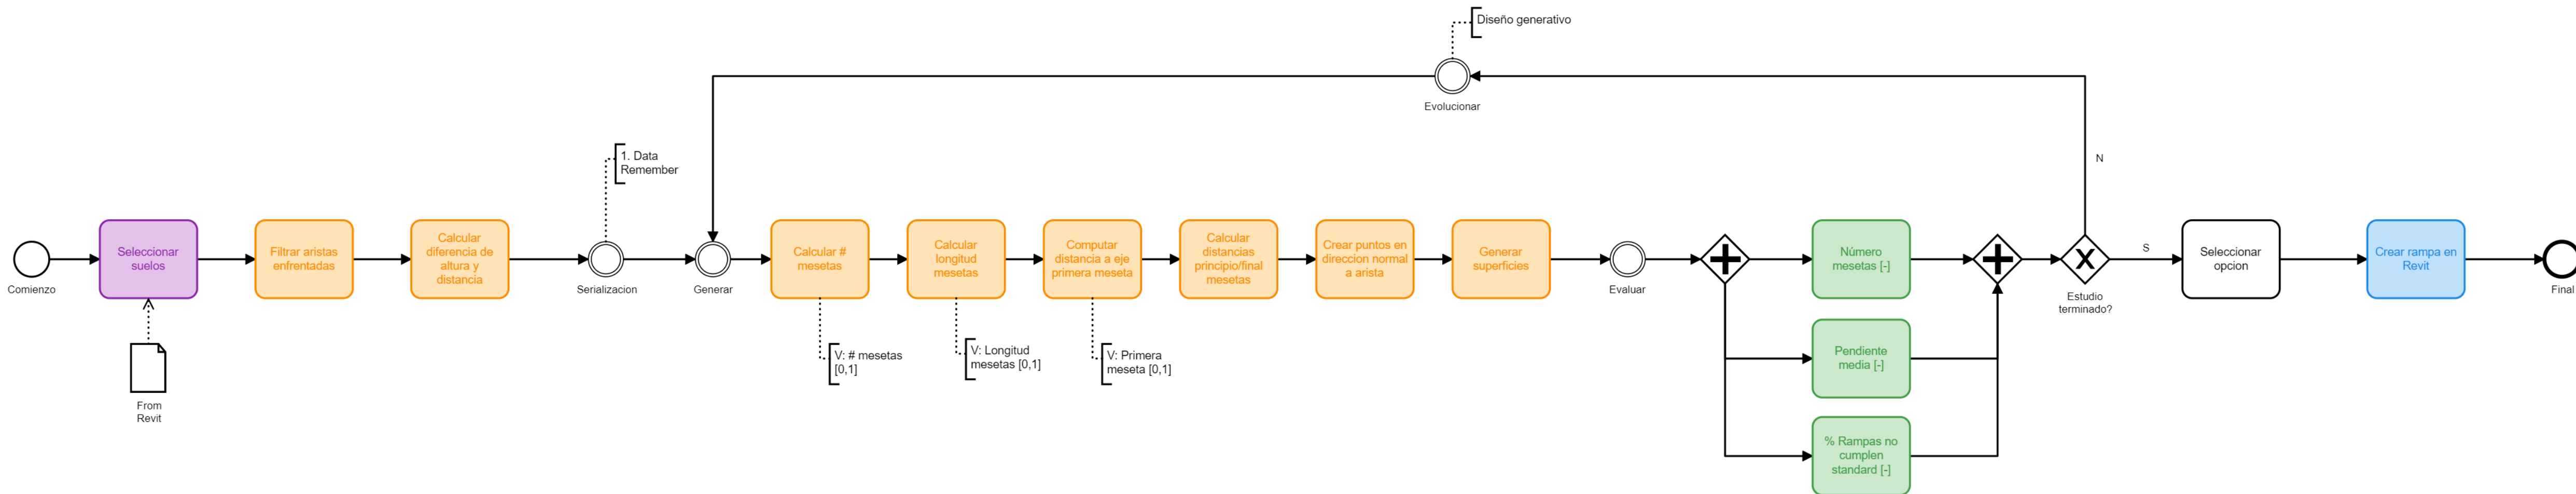 Diseño generativo
Evolucionar
1. Data
Remember
N
Comienzo
Seleccionar
suelos
From
Revit
Filtrar aristas
enfrentadas
Calcular
diferencia de
altura y
distancia
Serializacion
Generar
Calcular #
mesetas
V: # mesetas
[0,1]
Calcular
longitud
mesetas
V: Longitud
mesetas [0,1]
Computar
distancia a eje
primera meseta
V: Primera
meseta [0,1]
Calcular
distancias
principio/final
mesetas
Crear puntos en
direccion normal
a arista
Generar
superficies
Evaluar
Número
mesetas [-]
Pendiente
media [-]
% Rampas no
cumplen
standard [-]
Estudio
terminado?
S
Seleccionar
opcion
Crear rampa en
Revit
Final